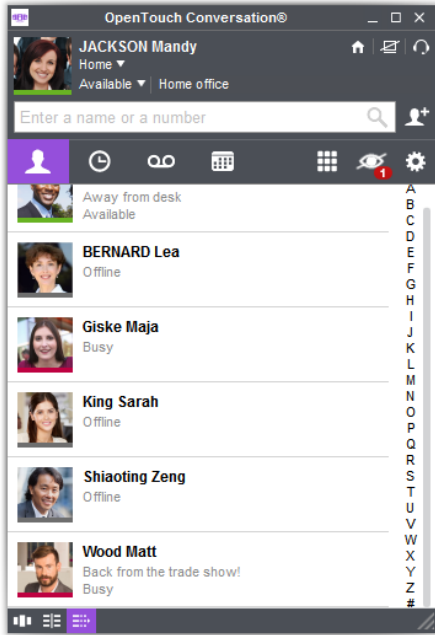 OpenTouch Conversation®
JACKSON Mandy
Home
Available
Home office
Enter a name or a number
1
Away from desk
Available
BERNARD Lea
Offline
Giske Maja
Busy
King Sarah
Offline
Shiaoting Zeng
Offline
Wood Matt
Back from the trade show!
Busy
A
B
C
D
E
F
G
H
I
J
K
L
M
N
O
P
Q
R
S
T
U
V
W
X
Y
Z
#